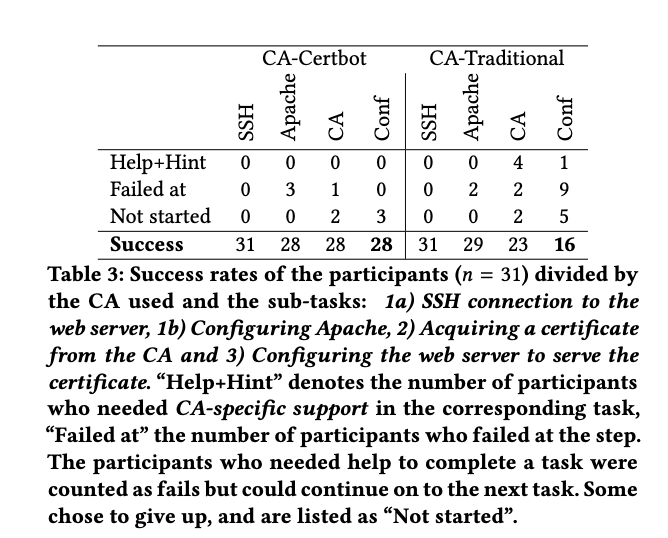 CA-Certbot CA-Traditional
SSH Apache CA Conf SSH Apache CA Conf
Help+Hint 0 0 0 0 0 0 4 1
Failed at 0 3 1 0 0 2 2 9
Not started 0 0 2 3 0 0 2 5
Success 31 28 28 28 31 29 23 16
Table 3: Success rates of the participants (n = 31) divided by
the CA used and the sub-tasks: 1a) SSH connection to the
web server, 1b) Configuring Apache, 2) Acquiring a certificate
from the CA and 3) Configuring the web server to serve the
certificate. “Help+Hint” denotes the number of participants
who needed CA-specific support in the corresponding task,
“Failed at” the number of participants who failed at the step.
The participants who needed help to complete a task were
counted as fails but could continue on to the next task. Some
chose to give up, and are listed as “Not started”.